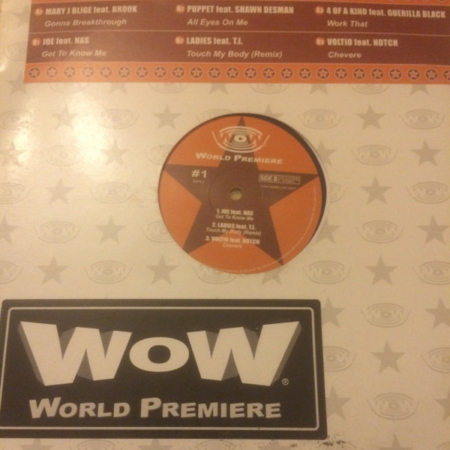 MARY J BLIGE feat. BROOK
Gonna Breakthrough
PUPPET feat. SHAWN DESMAN
All Eyes On Me
4 OF A KIND feat. GUERILLA BLACK
Work That
JOE feat. NAS
Get To Know Me
LADIES feat. T.I.
Touch My Body (Remix)
VOLTIO feat. NOTCH
Chevere
WORLD PREMIERE
#1
SIDE B
1. JOE feat. NAS
Get To Know Me
2. LADIES feat. T.I.
Touch My Body (Remix)
3. VOLTIO feat. NOTCH
Chevere
WOW®
WORLD PREMIERE